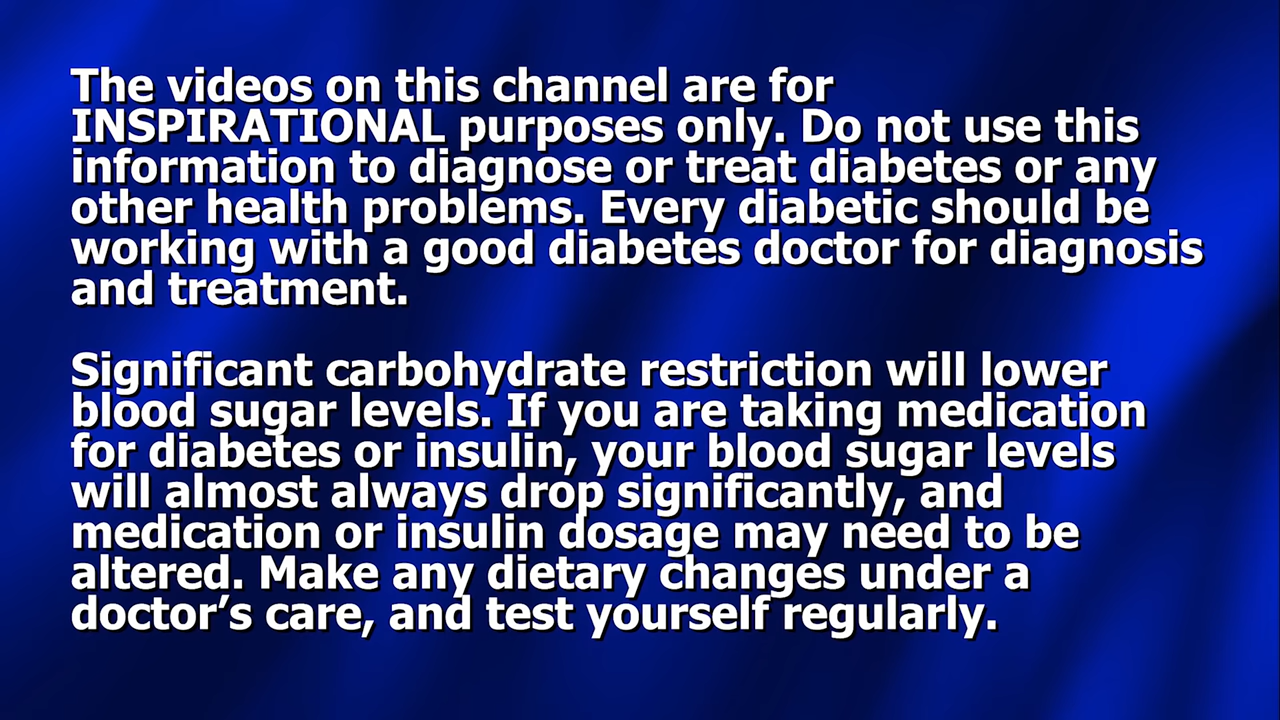 The videos on this channel are for
INSPIRATIONAL purposes only. Do not use this
information to diagnose or treat diabetes or any
other health problems. Every diabetic should be
working with a good diabetes doctor for diagnosis
and treatment.
Significant carbohydrate restriction will lower
blood sugar levels. If you are taking medication
for diabetes or insulin, your blood sugar levels
will almost always drop significantly, and
medication or insulin dosage may need to be
altered. Make any dietary changes under a
doctor’s care, and test yourself regularly.